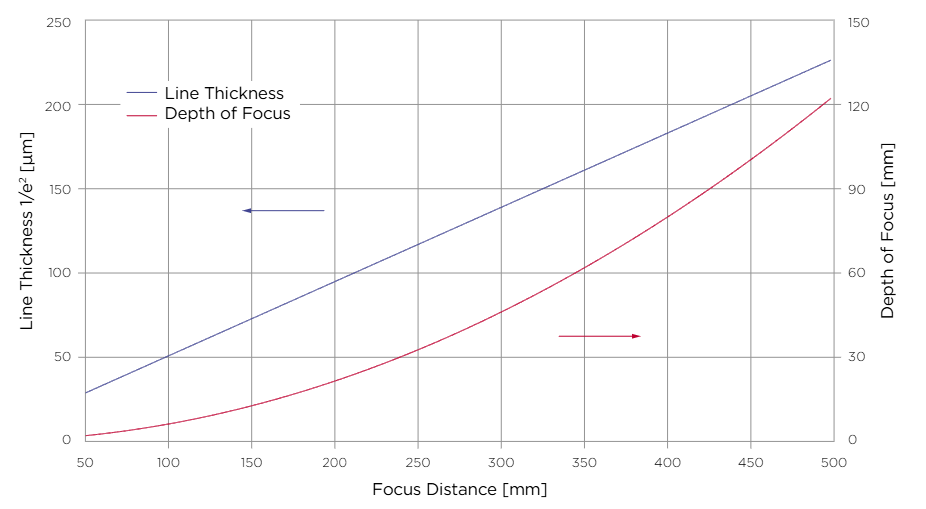 250
200
150
100
50
0
Line Thickness 1/e² [µm]
Line Thickness
Depth of Focus
150
120
90
60
30
0
Depth of Focus [mm]
50 100 150 200 250 300 350 400 450 500
Focus Distance [mm]